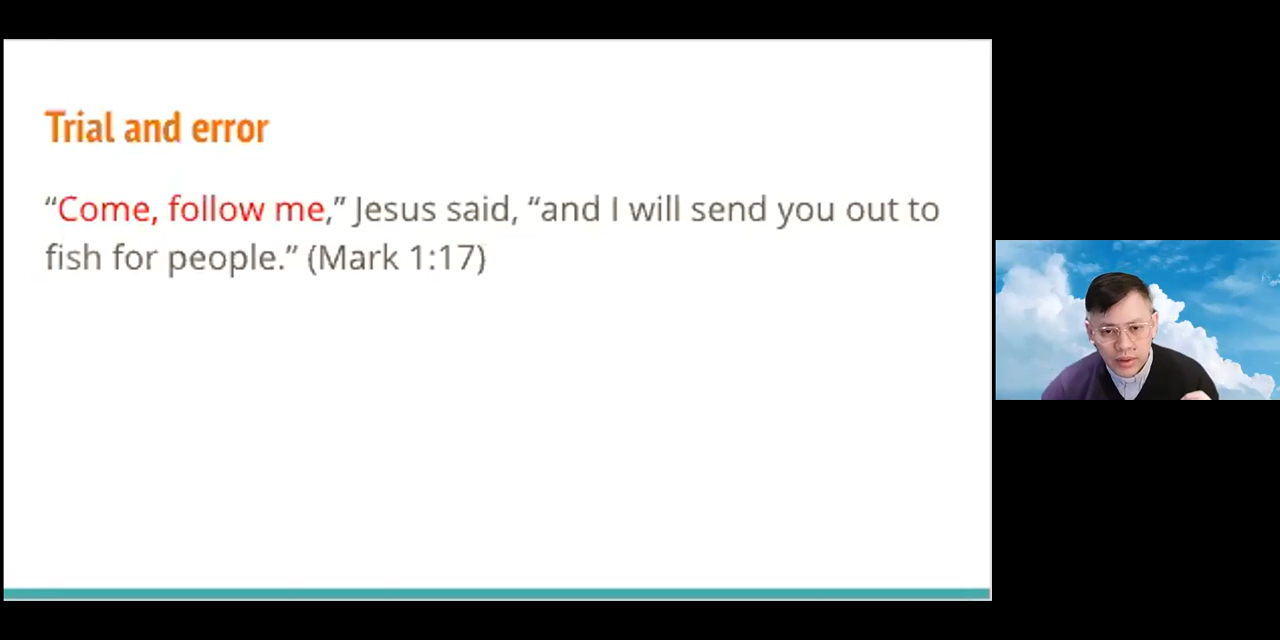 Trial and error
“Come, follow me,” Jesus said, “and I will send you out to
fish for people.” (Mark 1:17)